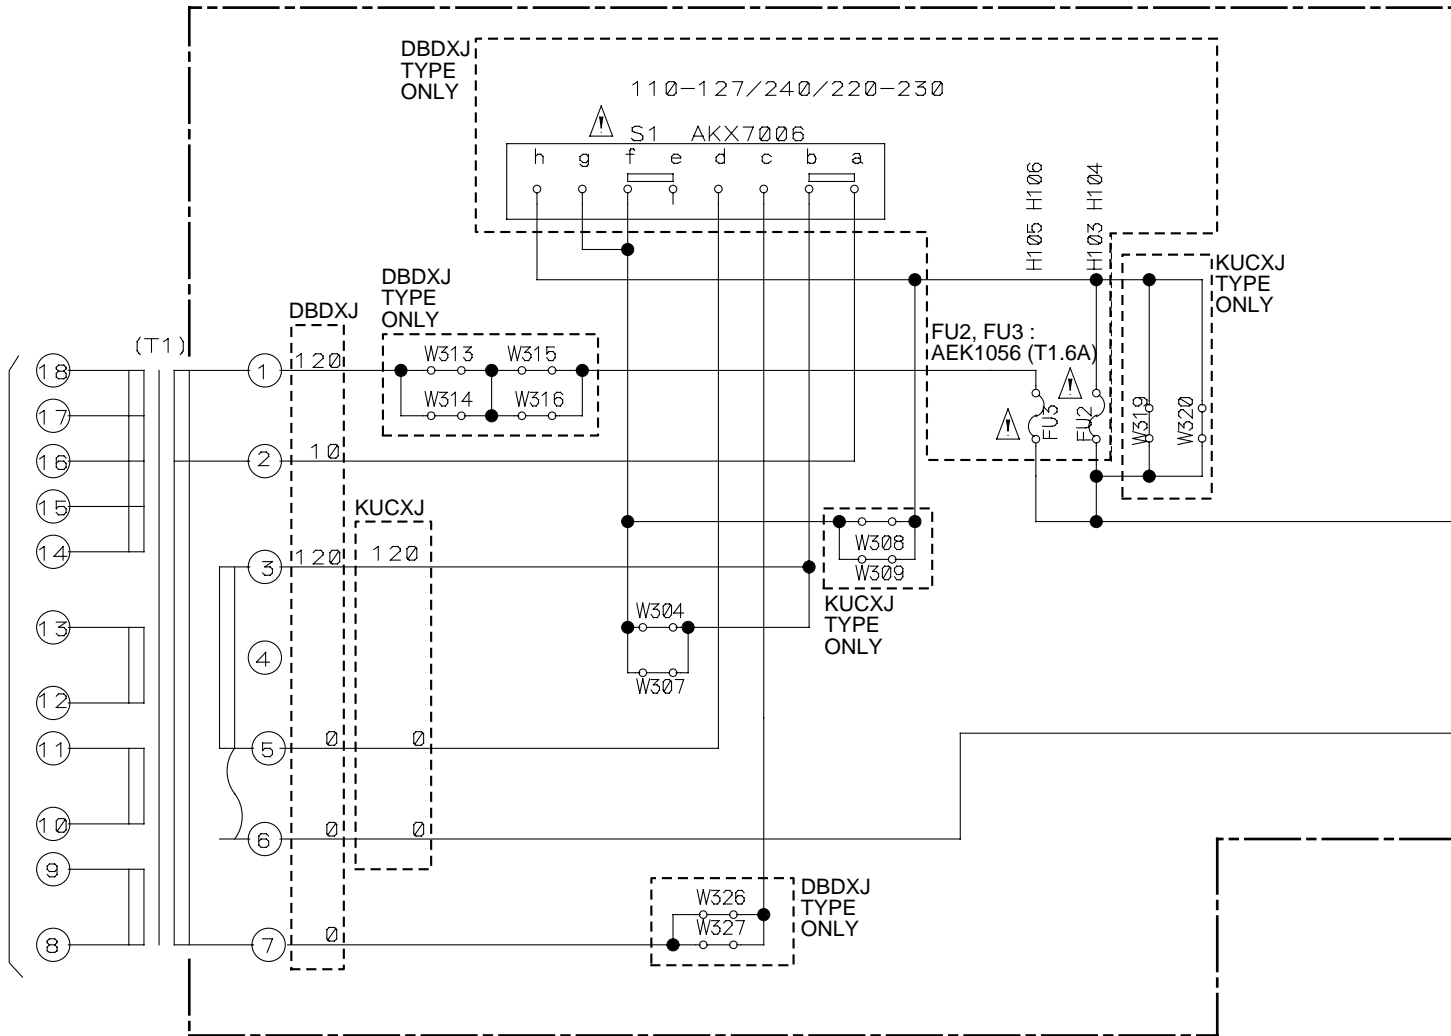 DBDXJ
TYPE
ONLY
110-127/240/220-230
S1 AKX7006
h g f e d c b a
H105 H106
H103 H104
KUCXJ
TYPE
ONLY
DBDXJ
TYPE
ONLY
DBDXJ
FU2, FU3 :
AEK1056 (T1.6A)
(T1)
18
17
16
15
14
13
12
11
10
9
8
1
120
W313
W315
W314
W316
FU3
FU2
W319
W320
2
10
KUCXJ
3
120
120
W308
W309
KUCXJ
TYPE
ONLY
W304
W307
4
5
0
0
6
0
0
7
0
W326
W327
DBDXJ
TYPE
ONLY